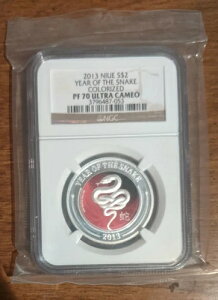 2013 NIUE S$2
YEAR OF THE SNAKE
COLORIZED
PF 70 ULTRA CAMEO
3796487-053
NGC
YEAR OF THE SNAKE
蛇
2013